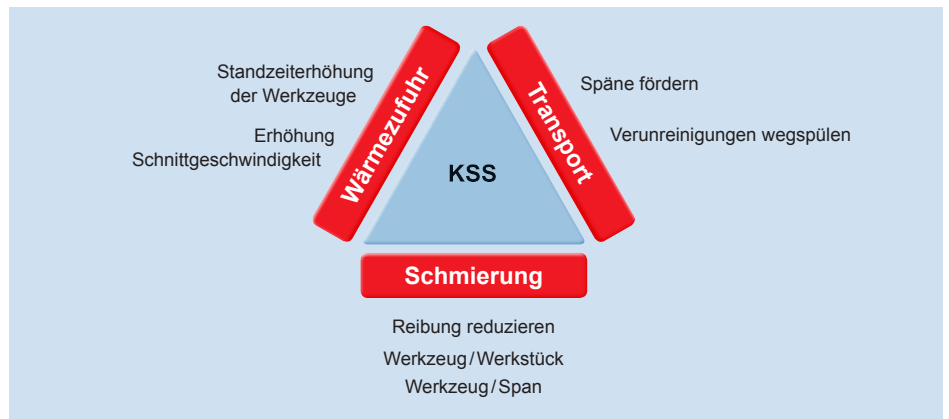 Wärmezufuhr
Standzeiterhöhung
der Werkzeuge
Erhöhung
Schnittgeschwindigkeit
Transport
Späne fördern
Verunreinigungen wegspülen
KSS
Schmierung
Reibung reduzieren
Werkzeug/Werkstück
Werkzeug/Span